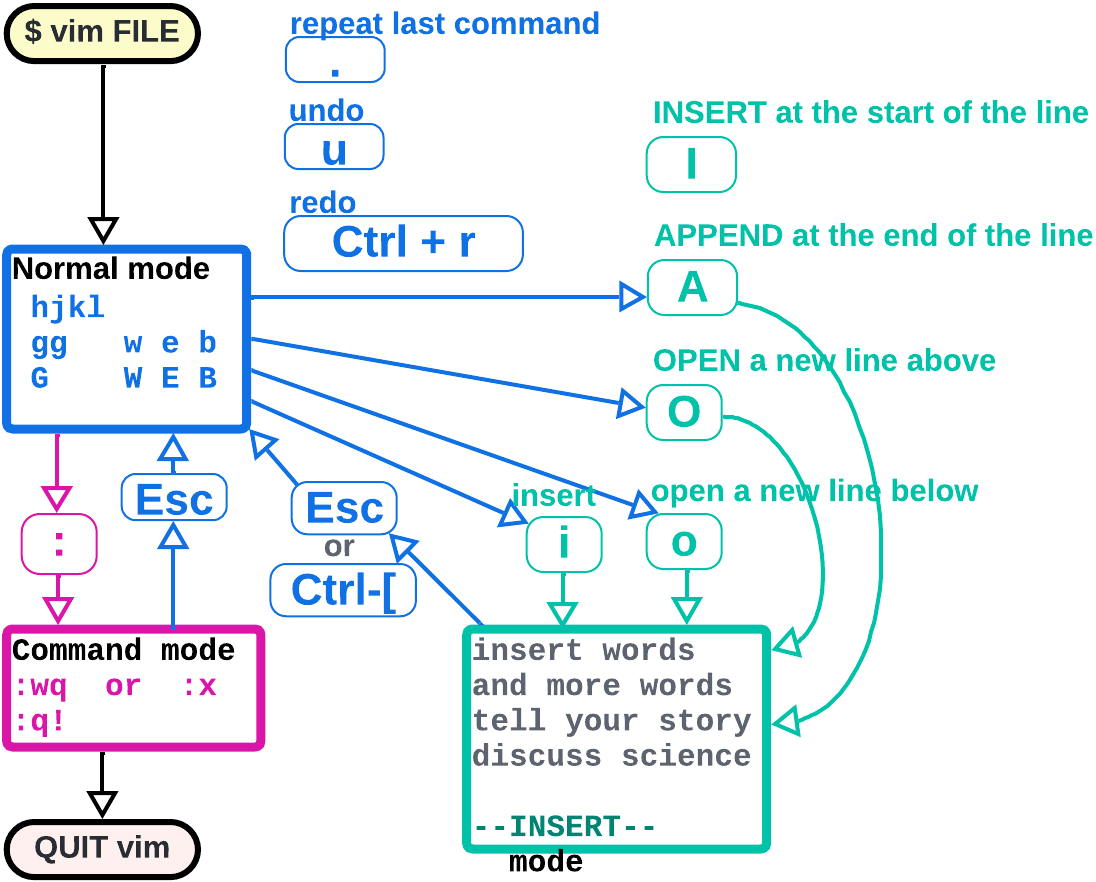 $ vim FILE
repeat last command
.
undo
u
redo
Ctrl + r
INSERT at the start of the line
I
APPEND at the end of the line
A
OPEN a new line above
O
open a new line below
o
insert
i
Normal mode
hjkl
gg w e b
G W E B
:
Esc
Esc
or
Ctrl-[
Command mode
:wq or :x
:q!
QUIT vim
insert words
and more words
tell your story
discuss science
--INSERT--
mode